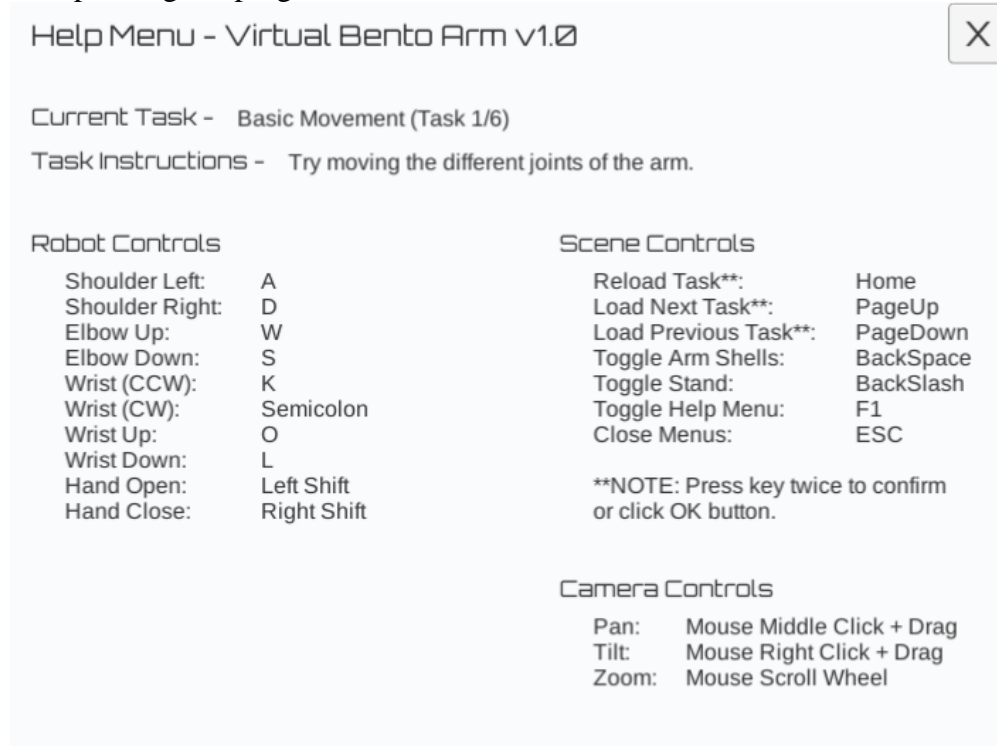 Help Menu - Virtual Bento Arm v1.0
X
Current Task - Basic Movement (Task 1/6)
Task Instructions - Try moving the different joints of the arm.
Robot Controls
Shoulder Left: A
Shoulder Right: D
Elbow Up: W
Elbow Down: S
Wrist (CCW): K
Wrist (CW): Semicolon
Wrist Up: O
Wrist Down: L
Hand Open: Left Shift
Hand Close: Right Shift
Scene Controls
Reload Task**: Home
Load Next Task**: PageUp
Load Previous Task**: PageDown
Toggle Arm Shells: BackSpace
Toggle Stand: BackSlash
Toggle Help Menu: F1
Close Menus: ESC
**NOTE: Press key twice to confirm
or click OK button.
Camera Controls
Pan: Mouse Middle Click + Drag
Tilt: Mouse Right Click + Drag
Zoom: Mouse Scroll Wheel